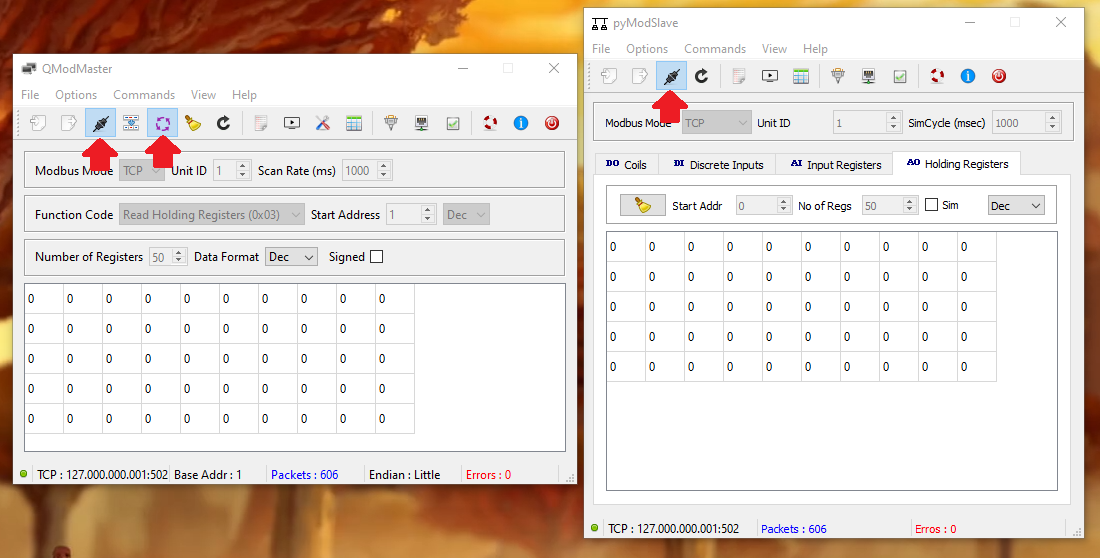 QModMaster
File Options Commands View Help
Modbus Mode TCP Unit ID 1 Scan Rate (ms) 1000
Function Code Read Holding Registers (0x03) Start Address 1 Dec
Number of Registers 50 Data Format Dec Signed
0 0 0 0 0 0 0 0 0 0
0 0 0 0 0 0 0 0 0 0
0 0 0 0 0 0 0 0 0 0
0 0 0 0 0 0 0 0 0 0
0 0 0 0 0 0 0 0 0 0
TCP : 127.000.000.001:502 Base Addr : 1 Packets : 606 Endian : Little Errors : 0
pyModSlave
File Options Commands View Help
Modbus Mode TCP Unit ID 1 SimCycle (msec) 1000
DO Coils DI Discrete Inputs AI Input Registers AO Holding Registers
Start Addr 0 No of Regs 50 Sim Dec
0 0 0 0 0 0 0 0 0 0
0 0 0 0 0 0 0 0 0 0
0 0 0 0 0 0 0 0 0 0
0 0 0 0 0 0 0 0 0 0
0 0 0 0 0 0 0 0 0 0
TCP : 127.000.000.001:502 Packets : 606 Erros : 0